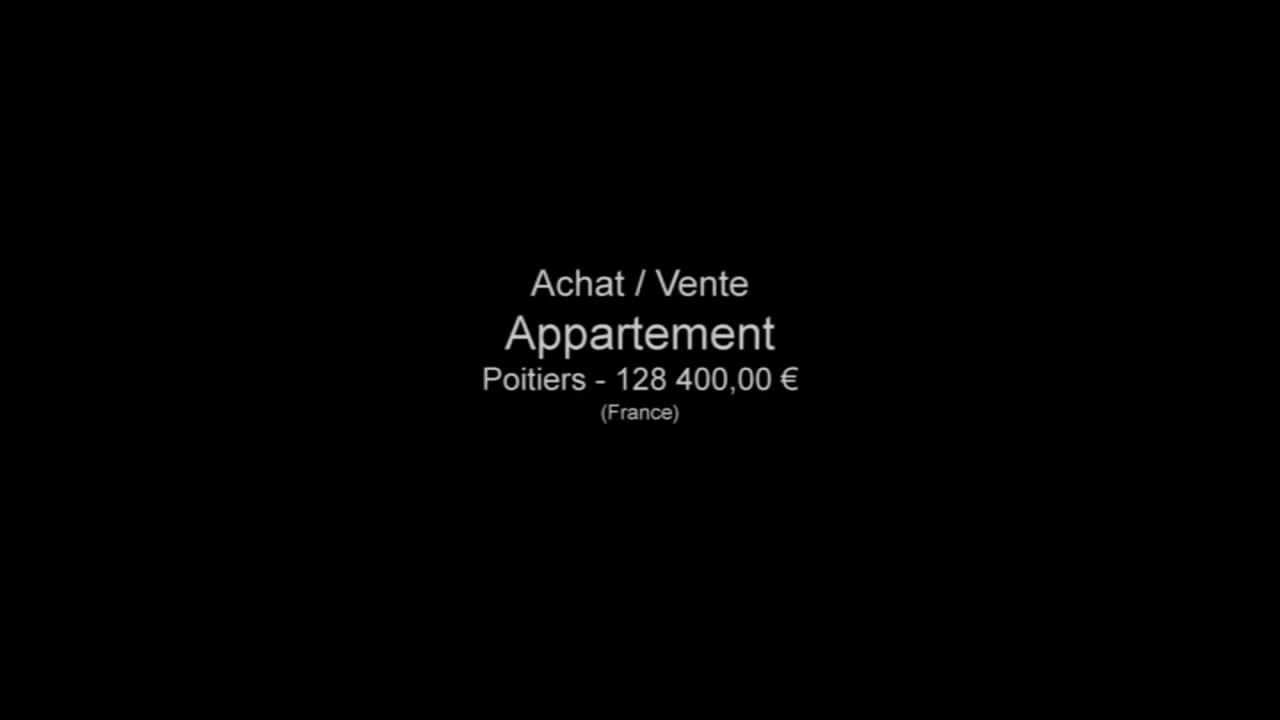 Achat / Vente
Appartement
Poitiers - 128 400,00 €
(France)